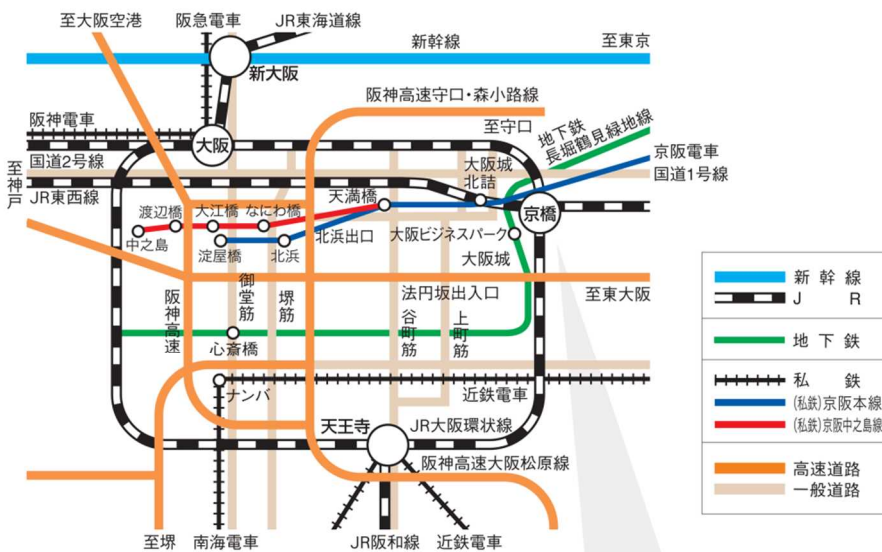 至大阪空港
阪急電車
JR東海道線
新幹線
至東京
新大阪
阪神高速守口・森小路線
阪神電車
大阪
至守口
地下鉄
長堀鶴見緑地線
京阪電車
国道2号線
大阪城
北詰
国道1号線
至神戸
JR東西線
天満橋
京橋
渡辺橋
大江橋
なにわ橋
中之島
淀屋橋
北浜
北浜出口
大阪ビジネスパーク
大阪城
阪神高速
御堂筋
堺筋
法円坂出入口
至東大阪
谷町筋
上町筋
心斎橋
ナンバ
近鉄電車
天王寺
JR大阪環状線
阪神高速大阪松原線
至堺
南海電車
JR阪和線
近鉄電車
新幹線
JR
地下鉄
私鉄
(私鉄)京阪本線
(私鉄)京阪中之島線
高速道路
一般道路